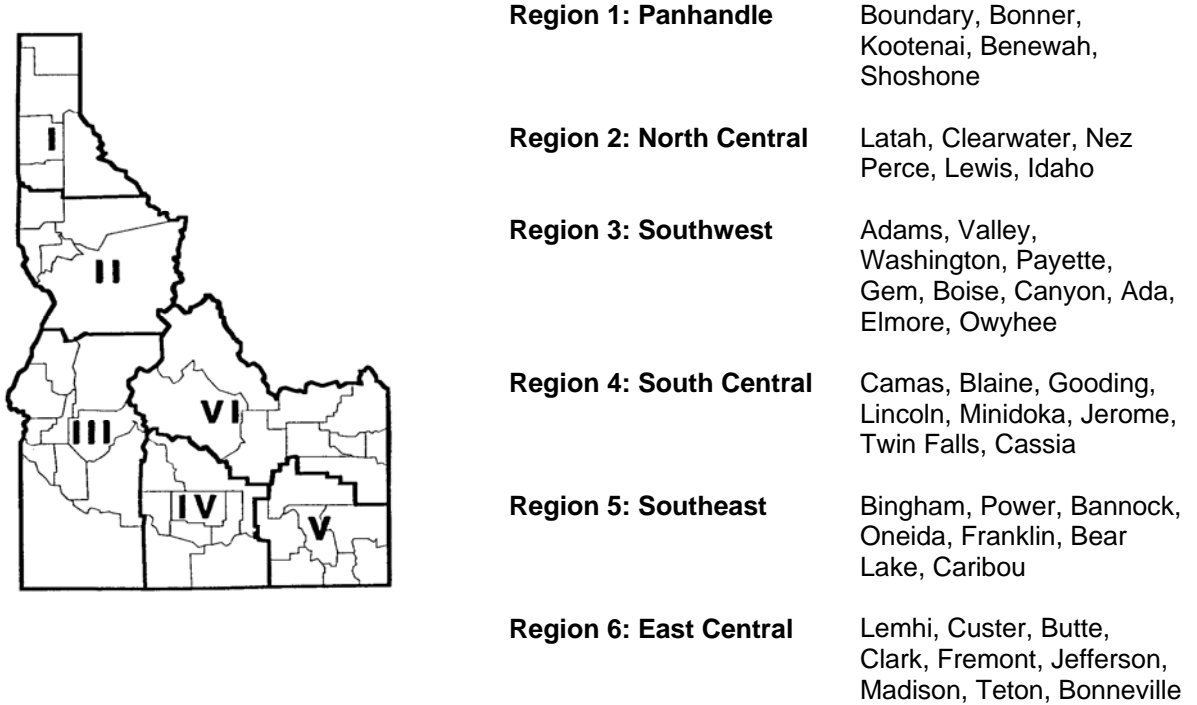 I
II
III
IV
V
VI
Region 1: Panhandle
Boundary, Bonner,
Kootenai, Benewah,
Shoshone
Region 2: North Central
Latah, Clearwater, Nez
Perce, Lewis, Idaho
Region 3: Southwest
Adams, Valley,
Washington, Payette,
Gem, Boise, Canyon, Ada,
Elmore, Owyhee
Region 4: South Central
Camas, Blaine, Gooding,
Lincoln, Minidoka, Jerome,
Twin Falls, Cassia
Region 5: Southeast
Bingham, Power, Bannock,
Oneida, Franklin, Bear
Lake, Caribou
Region 6: East Central
Lemhi, Custer, Butte,
Clark, Fremont, Jefferson,
Madison, Teton, Bonneville